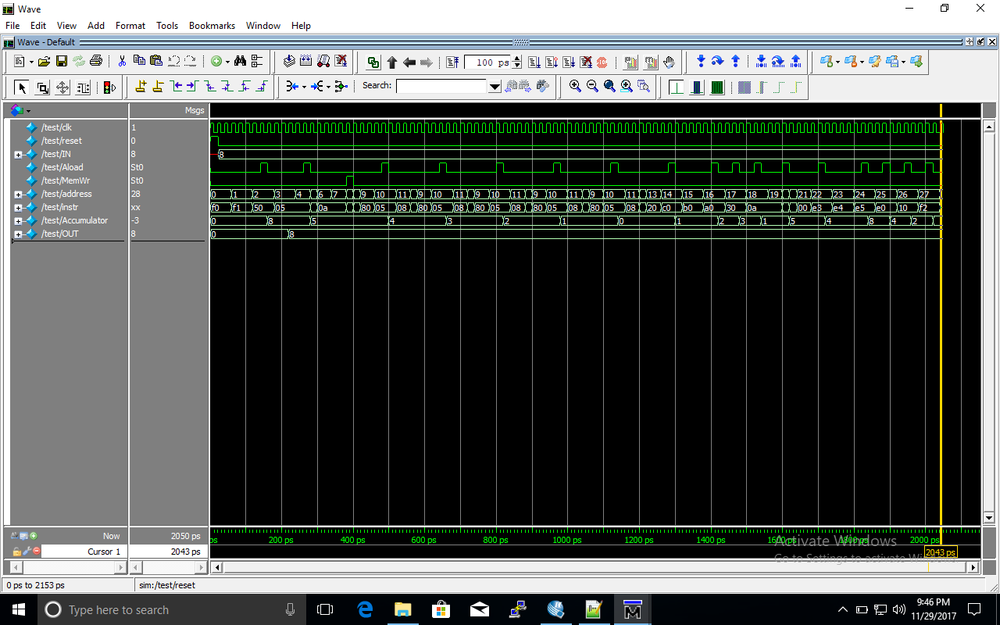 Wave
File Edit View Add Format Tools Bookmarks Window Help
Wave - Default
100 ps
Search:
Msgs
/test/clk 1
/test/reset 0
/test/IN 8 8
/test/Aload St0
/test/MemWr St0
/test/address 28 0 1 2 3 4 6 7 9 10 11 9 10 11 9 10 11 9 10 11 9 10 11 13 14 15 16 17 18 19 21 22 23 24 25 26 27
/test/instr xx f0 f1 50 05 0a 80 05 08 80 05 08 80 05 08 80 05 08 80 05 08 20 c0 b0 a0 30 0a 00 e3 e4 e5 e0 10 f2
/test/Accumulator -3 0 8 5 4 3 2 1 0 1 2 3 1 5 4 8 4 2
/test/OUT 8 0 8
Now 2050 ps ps 200 ps 400 ps 600 ps 800 ps 1000 ps 1200 ps 1400 ps 1600 ps 1800 ps 2000 ps
Activate Windows
Cursor 1 2043 ps 2043 ps
Go to Settings to activate Windows.
0 ps to 2153 ps sim:/test/reset
Type here to search
9:46 PM
11/29/2017